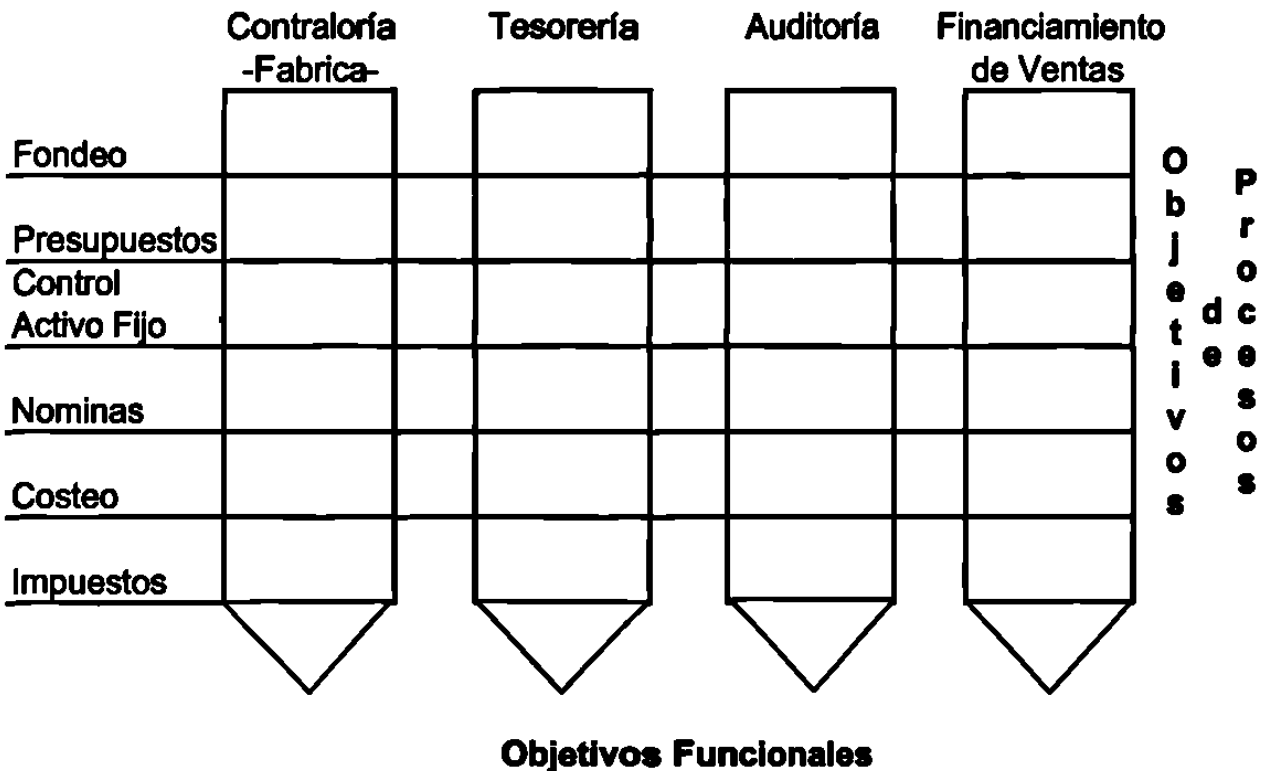 Contraloría
-Fabrica-
Tesorería
Auditoría
Financiamiento
de Ventas
Fondeo
Presupuestos
Control
Activo Fijo
Nominas
Costeo
Impuestos
Objetivos
de
Procesos
Objetivos Funcionales